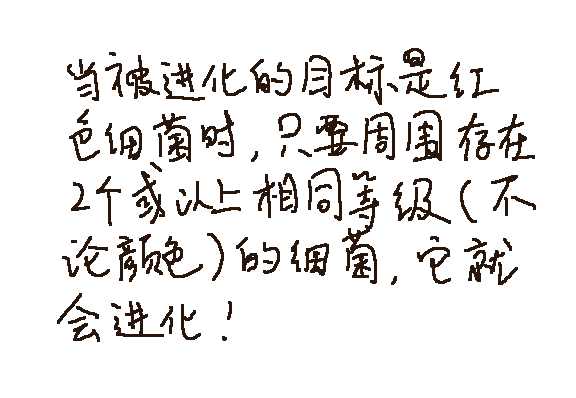 当被进化的目标是红
色细菌时,只要周围存在
2个或以上相同等级(不
论颜色)的细菌,它就
会进化!